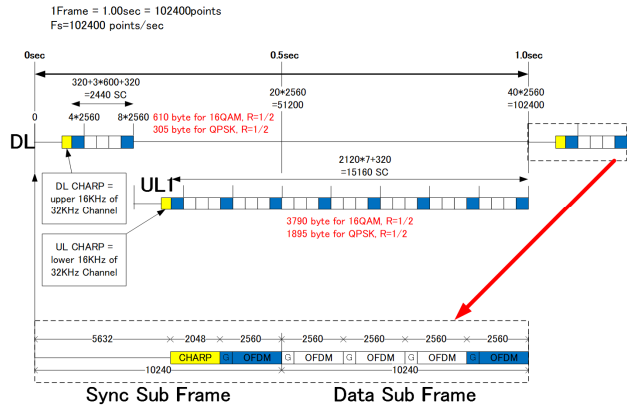 1Frame = 1.00sec = 102400points
Fs=102400 points/sec
0sec
0.5sec
1.0sec
320+3*600+320
=2440 SC
20*2560
=51200
40*2560
=102400
0
4*2560
8*2560
610 byte for 16QAM, R=1/2
305 byte for QPSK, R=1/2
DL
2120*7+320
=15160 SC
DL CHARP =
upper 16KHz of
32KHz Channel
UL1
3790 byte for 16QAM, R=1/2
1895 byte for QPSK, R=1/2
UL CHARP =
lower 16KHz of
32KHz Channel
5632
2048
2560
2560
2560
2560
2560
CHARP
G
OFDM
G
OFDM
G
OFDM
G
OFDM
G
OFDM
10240
10240
Sync Sub Frame
Data Sub Frame